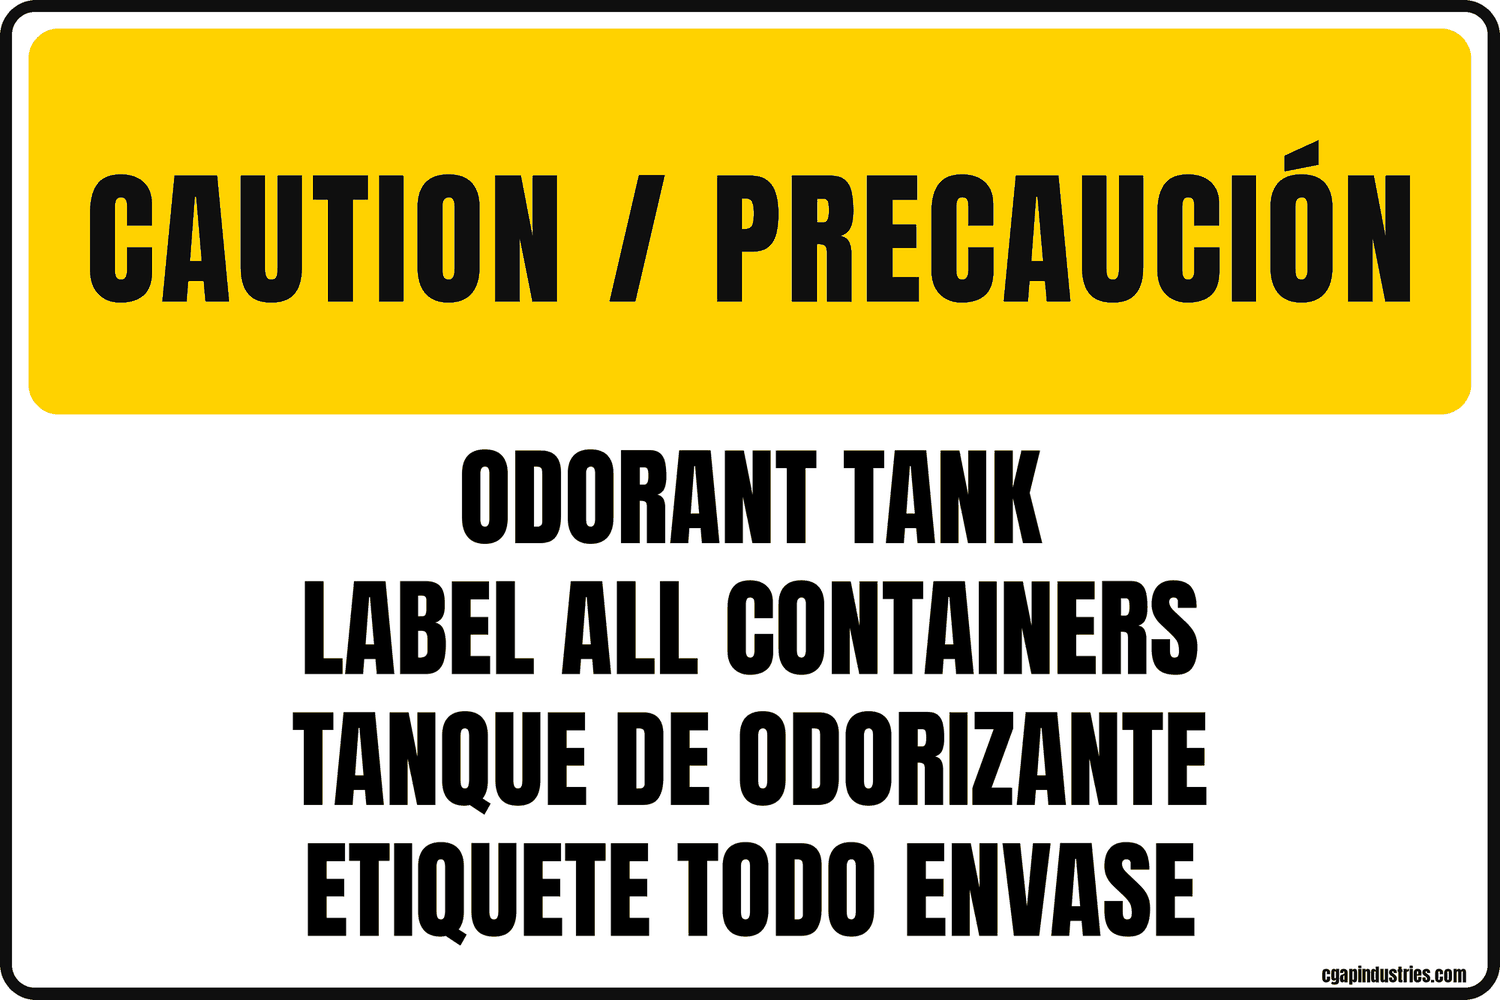 CAUTION / PRECAUCIÓN
ODORANT TANK
LABEL ALL CONTAINERS
TANQUE DE ODORIZANTE
ETIQUETE TODO ENVASE
cgapindustries.com